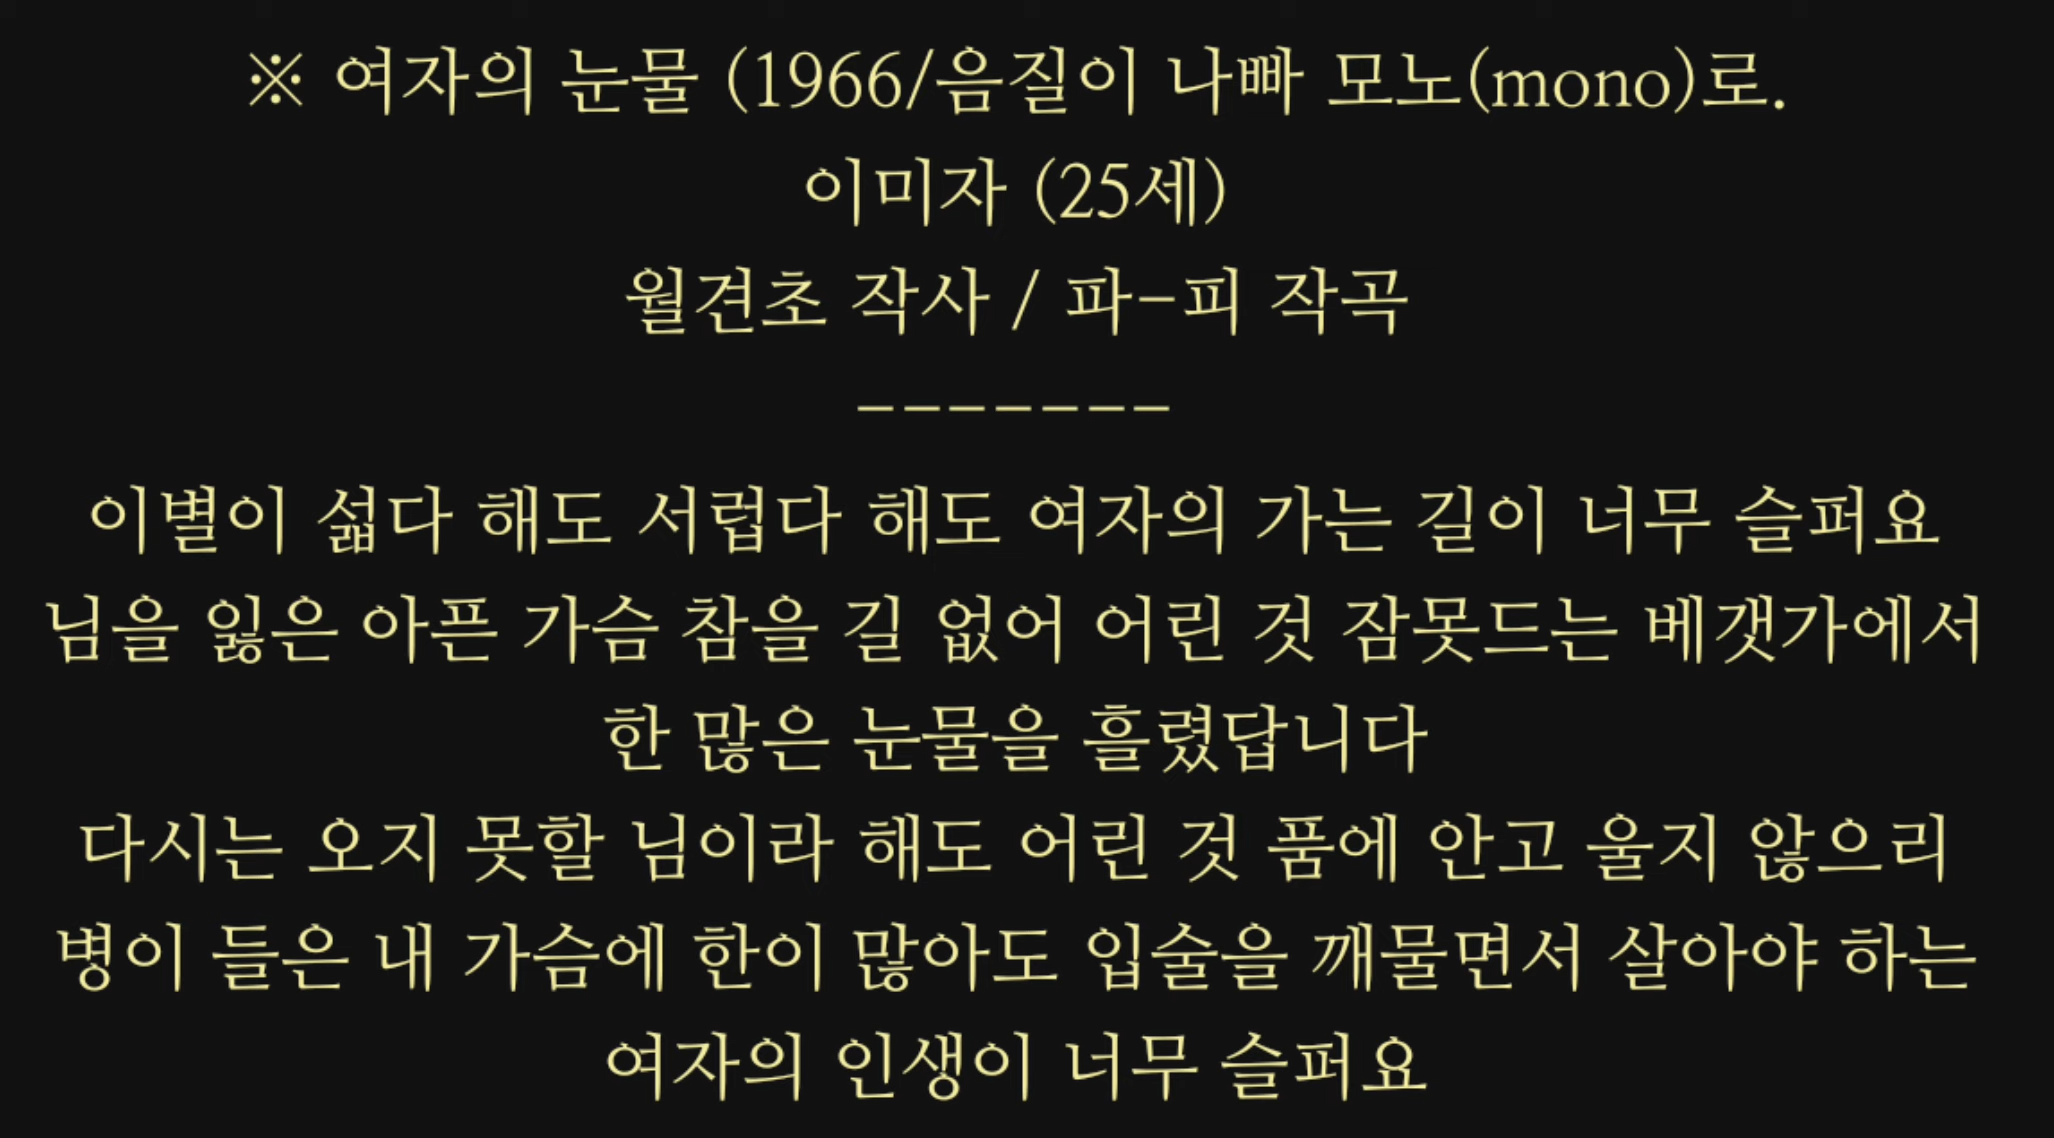 ※ 여자의 눈물 (1966/음질이 나빠 모노(mono)로.
이미자 (25세)
월견초 작사 / 파-피 작곡
-------
이별이 섧다 해도 서럽다 해도 여자의 가는 길이 너무 슬퍼요
님을 잃은 아픈 가슴 참을 길 없어 어린 것 잠못드는 베갯가에서
한 많은 눈물을 흘렸답니다
다시는 오지 못할 님이라 해도 어린 것 품에 안고 울지 않으리
병이 들은 내 가슴에 한이 많아도 입술을 깨물면서 살아야 하는
여자의 인생이 너무 슬퍼요